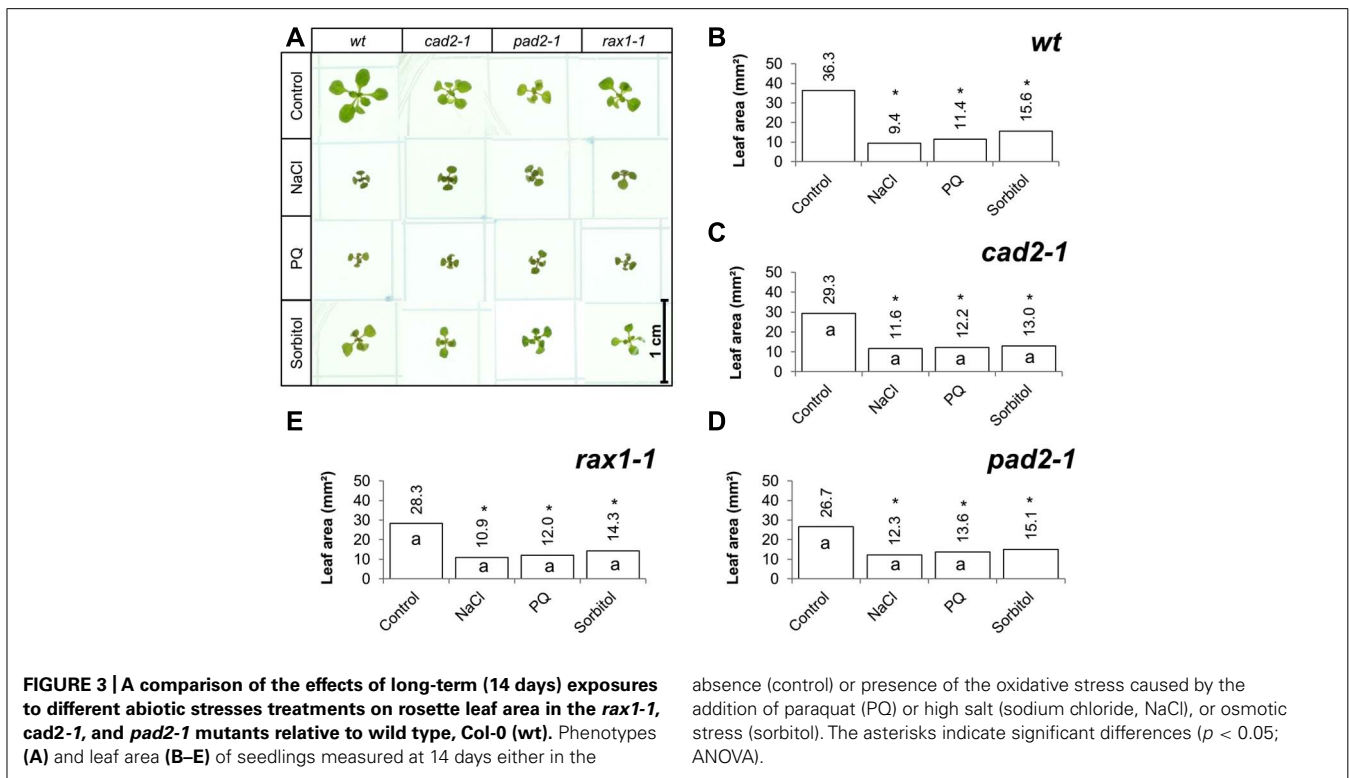 A
wt cad2-1 pad2-1 rax1-1
Control
NaCl
PQ
Sorbitol
1 cm
B
wt
Leaf area (mm²)
50
40
30
20
10
0
36.3
9.4 *
11.4 *
15.6 *
Control NaCl PQ Sorbitol
C
cad2-1
Leaf area (mm²)
50
40
30
20
10
0
29.3
11.6 *
12.2 *
13.0 *
a a a a
Control NaCl PQ Sorbitol
E
rax1-1
Leaf area (mm²)
50
40
30
20
10
0
28.3
10.9 *
12.0 *
14.3 *
a a a a
Control NaCl PQ Sorbitol
D
pad2-1
Leaf area (mm²)
50
40
30
20
10
0
26.7
12.3 *
13.6 *
15.1 *
a a a
Control NaCl PQ Sorbitol
FIGURE 3 | A comparison of the effects of long-term (14 days) exposures
to different abiotic stresses treatments on rosette leaf area in the rax1-1,
cad2-1, and pad2-1 mutants relative to wild type, Col-0 (wt). Phenotypes
(A) and leaf area (B–E) of seedlings measured at 14 days either in the
absence (control) or presence of the oxidative stress caused by the
addition of paraquat (PQ) or high salt (sodium chloride, NaCl), or osmotic
stress (sorbitol). The asterisks indicate significant differences (p < 0.05;
ANOVA).